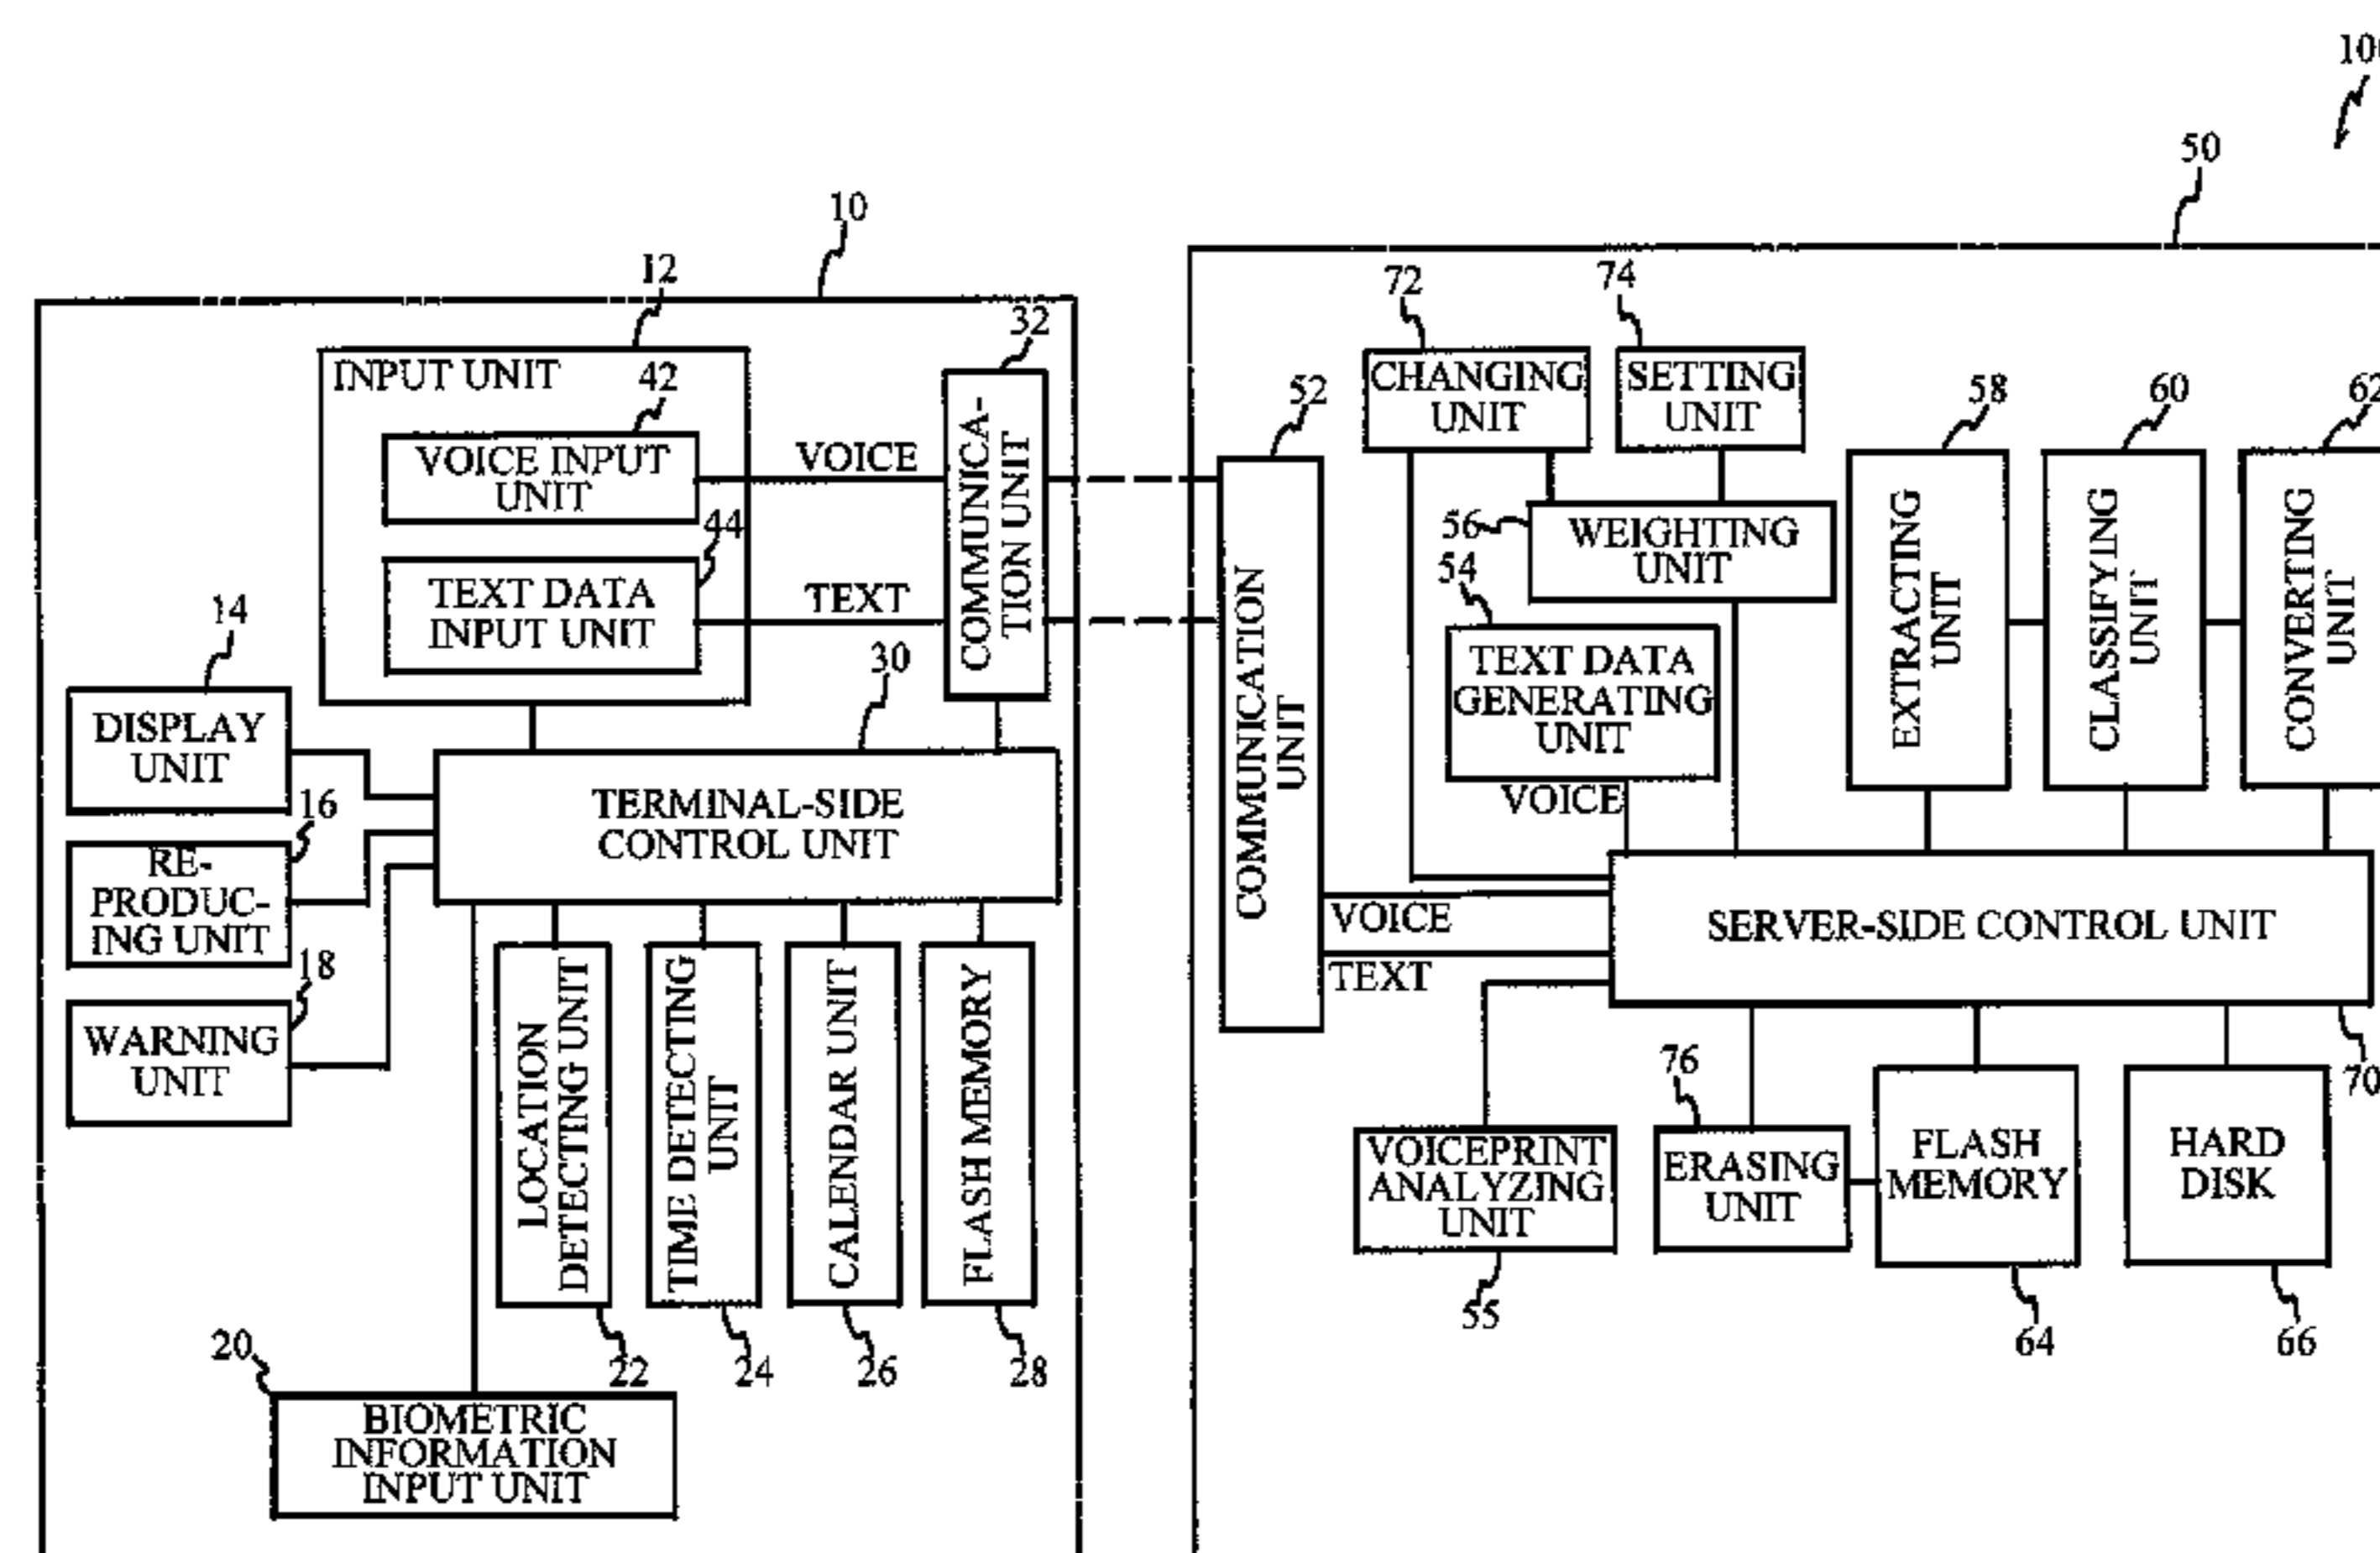 100
50
10
12
INPUT UNIT
42
VOICE INPUT
UNIT
44
TEXT DATA
INPUT UNIT
VOICE
TEXT
32
COMMUNICA-
TION UNIT
14
DISPLAY
UNIT
16
RE-
PRODUC-
ING UNIT
18
WARNING
UNIT
30
TERMINAL-SIDE
CONTROL UNIT
LOCATION
DETECTING UNIT
22
TIME DETECTING
UNIT
24
CALENDAR UNIT
26
FLASH MEMORY
28
20
BIOMETRIC
INFORMATION
INPUT UNIT
52
COMMUNICATION
UNIT
72
CHANGING
UNIT
74
SETTING
UNIT
56
WEIGHTING
UNIT
54
TEXT DATA
GENERATING
UNIT
VOICE
58
EXTRACTING
UNIT
60
CLASSIFYING
UNIT
62
CONVERTING
UNIT
VOICE
TEXT
SERVER-SIDE CONTROL UNIT
70
VOICEPRINT
ANALYZING
UNIT
55
76
ERASING
UNIT
FLASH
MEMORY
64
HARD
DISK
66